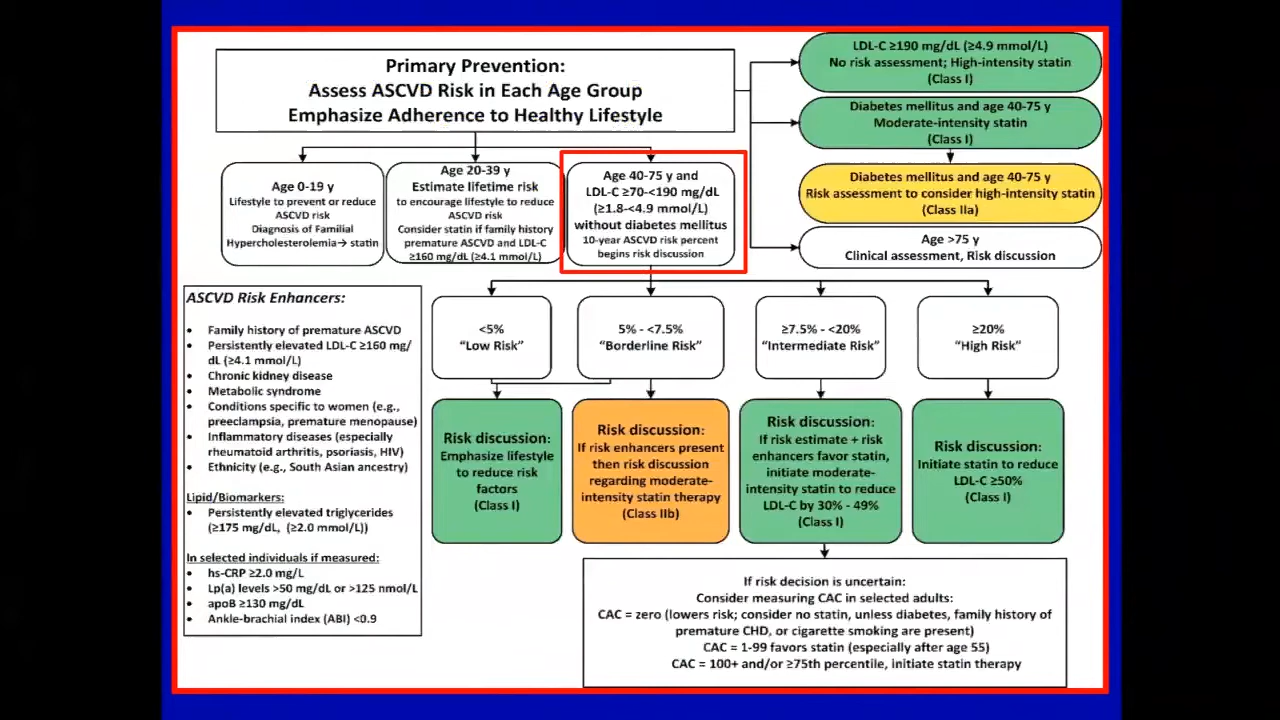 Primary Prevention:
Assess ASCVD Risk in Each Age Group
Emphasize Adherence to Healthy Lifestyle
LDL-C ≥190 mg/dL (≥4.9 mmol/L)
No risk assessment; High-intensity statin
(Class I)
Diabetes mellitus and age 40-75 y
Moderate-intensity statin
(Class I)
Diabetes mellitus and age 40-75 y
Risk assessment to consider high-intensity statin
(Class IIa)
Age >75 y
Clinical assessment, Risk discussion
Age 0-19 y
Lifestyle to prevent or reduce
ASCVD risk
Diagnosis of Familial
Hypercholesterolemia→ statin
Age 20-39 y
Estimate lifetime risk
to encourage lifestyle to reduce
ASCVD risk
Consider statin if family history
premature ASCVD and LDL-C
≥160 mg/dL (≥4.1 mmol/L)
Age 40-75 y and
LDL-C ≥70-<190 mg/dL
(≥1.8-<4.9 mmol/L)
without diabetes mellitus
10-year ASCVD risk percent
begins risk discussion
<5%
“Low Risk”
5% - <7.5%
“Borderline Risk”
≥7.5% - <20%
“Intermediate Risk”
≥20%
“High Risk”
Risk discussion:
Emphasize lifestyle
to reduce risk
factors
(Class I)
Risk discussion:
If risk enhancers present
then risk discussion
regarding moderate-
intensity statin therapy
(Class IIb)
Risk discussion:
If risk estimate + risk
enhancers favor statin,
initiate moderate-
intensity statin to reduce
LDL-C by 30% - 49%
(Class I)
Risk discussion:
Initiate statin to reduce
LDL-C ≥50%
(Class I)
If risk decision is uncertain:
Consider measuring CAC in selected adults:
CAC = zero (lowers risk; consider no statin, unless diabetes, family history of
premature CHD, or cigarette smoking are present)
CAC = 1-99 favors statin (especially after age 55)
CAC = 100+ and/or ≥75th percentile, initiate statin therapy
ASCVD Risk Enhancers:
• Family history of premature ASCVD
• Persistently elevated LDL-C ≥160 mg/
dL (≥4.1 mmol/L)
• Chronic kidney disease
• Metabolic syndrome
• Conditions specific to women (e.g.,
preeclampsia, premature menopause)
• Inflammatory diseases (especially
rheumatoid arthritis, psoriasis, HIV)
• Ethnicity (e.g., South Asian ancestry)
Lipid/Biomarkers:
• Persistently elevated triglycerides
(≥175 mg/dL, (≥2.0 mmol/L))
In selected individuals if measured:
• hs-CRP ≥2.0 mg/L
• Lp(a) levels >50 mg/dL or >125 nmol/L
• apoB ≥130 mg/dL
• Ankle-brachial index (ABI) <0.9